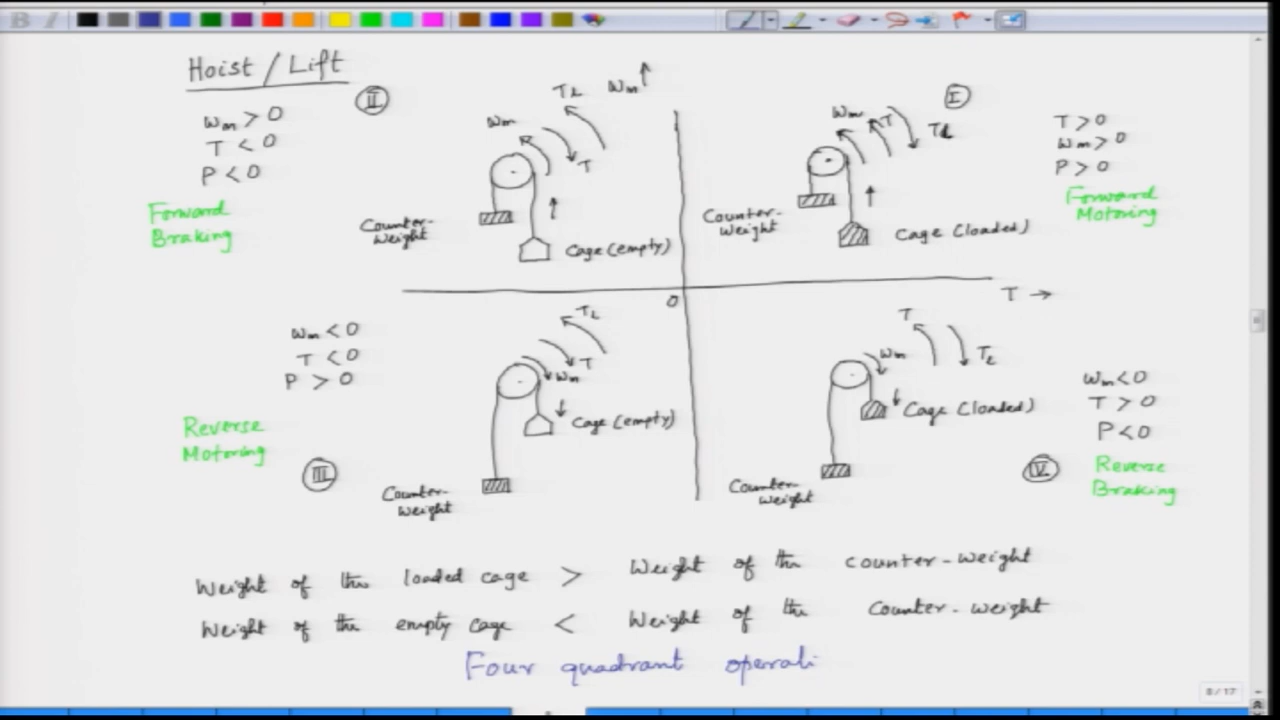 Hoist / Lift
II
ωm > 0
T < 0
P < 0
Forward
Braking
TL
ωm ↑
ωm
T
Counter-
Weight
Cage (empty)
I
ωm
T
TL
T > 0
ωm > 0
P > 0
Forward
Motoring
Counter-
Weight
Cage (loaded)
0
T →
ωm < 0
T < 0
P > 0
Reverse
Motoring
III
TL
T
ωm
Cage (empty)
Counter-
weight
T
ωm
TL
Cage (loaded)
Counter-
weight
ωm < 0
T > 0
P < 0
IV
Reverse
Braking
Weight of the loaded cage > Weight of the counter-weight
Weight of the empty cage < Weight of the Counter-weight
Four quadrant operati
8 / 17